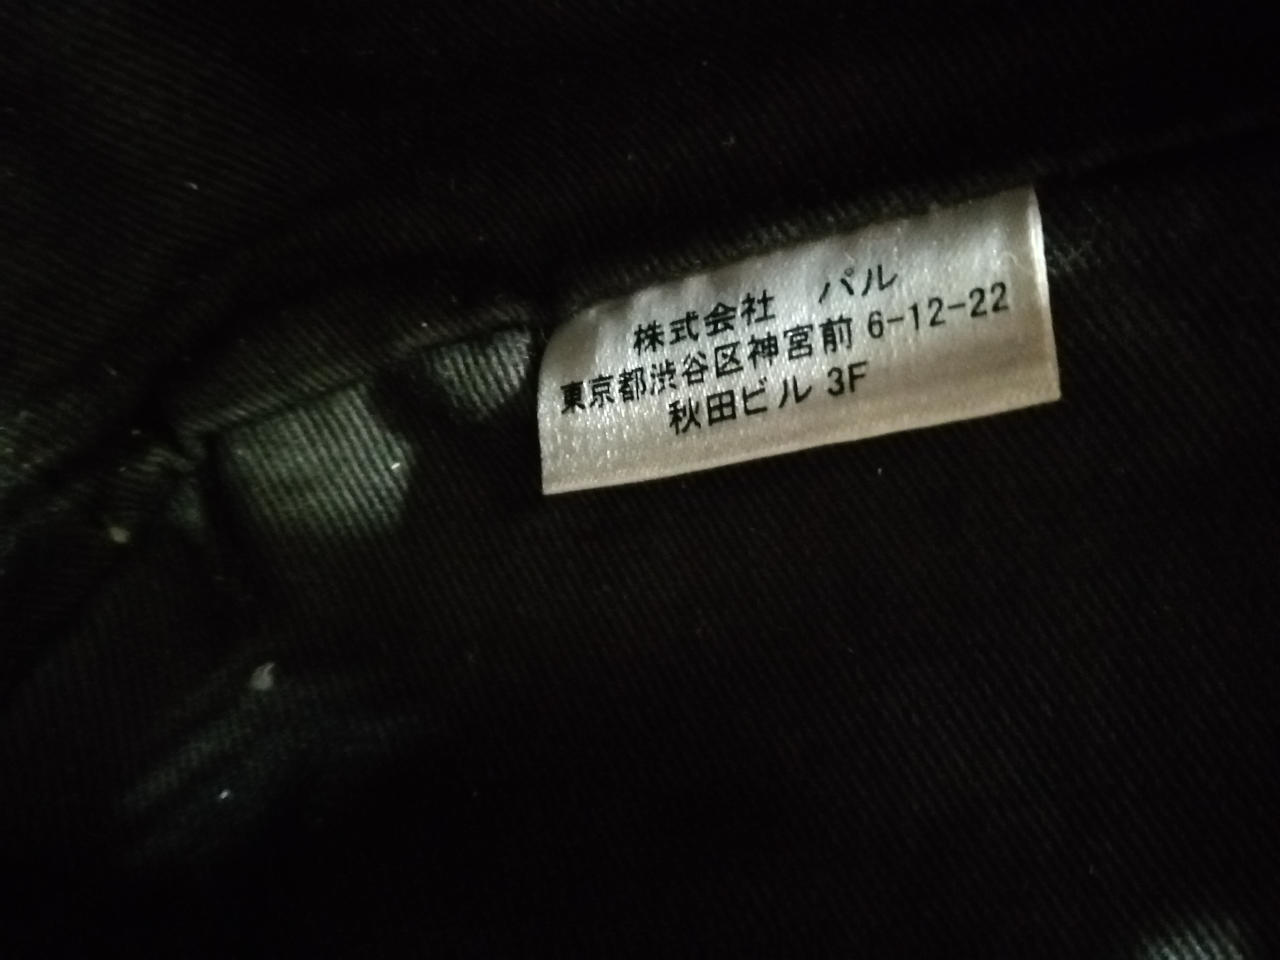 株式会社　パル
東京都渋谷区神宮前 6-12-22
秋田ビル 3F